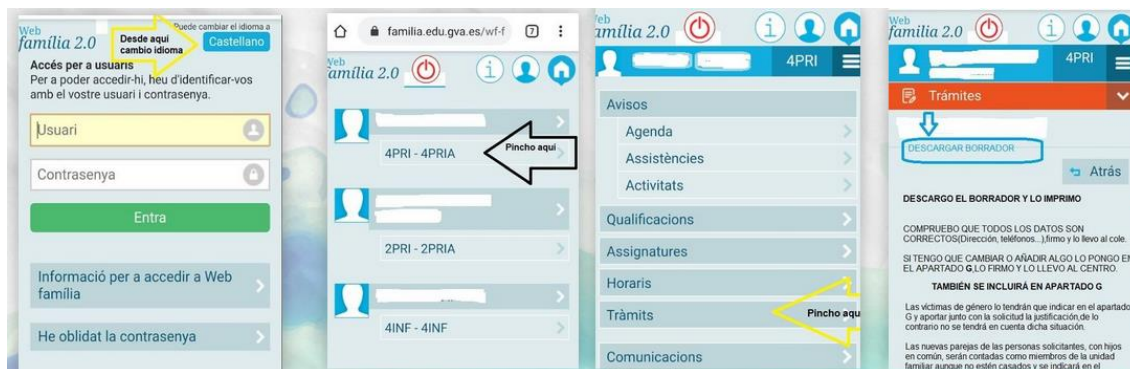 Web
família 2.0
Puede cambiar el idioma a
Castellano
Desde aquí
cambio idioma
Accés per a usuaris
Per a poder accedir-hi, heu d'identificar-vos
amb el vostre usuari i contrasenya.
Usuari
Contrasenya
Entra
Informació per a accedir a Web
família
He oblidat la contrasenya
familia.edu.gva.es/wf-f
7
Web
família 2.0
i
4PRI - 4PRIA
Pincho aquí
2PRI - 2PRIA
4INF - 4INF
Web
família 2.0
i
4PRI
Avisos
Agenda
Assistències
Activitats
Qualificacions
Assignatures
Horaris
Tràmits
Pincho aqu
Comunicacions
Web
família 2.0
i
4PRI
Trámites
DESCARGAR BORRADOR
Atrás
DESCARGO EL BORRADOR Y LO IMPRIMO
COMPRUEBO QUE TODOS LOS DATOS SON
CORRECTOS(Dirección, teléfonos...),firmo y lo llevo al cole.
SI TENGO QUE CAMBIAR O AÑADIR ALGO LO PONGO EN
EL APARTADO G,LO FIRMO Y LO LLEVO AL CENTRO.
TAMBIÉN SE INCLUIRÁ EN APARTADO G
Las víctimas de género lo tendrán que indicar en el apartado
G y aportar junto con la solicitud la justificación,de lo
contrario no se tendrá en cuenta dicha situación.
Las nuevas parejas de las personas solicitantes, con hijos
en común, serán contadas como miembros de la unidad
familiar aunque no estén casados y se indicará en el